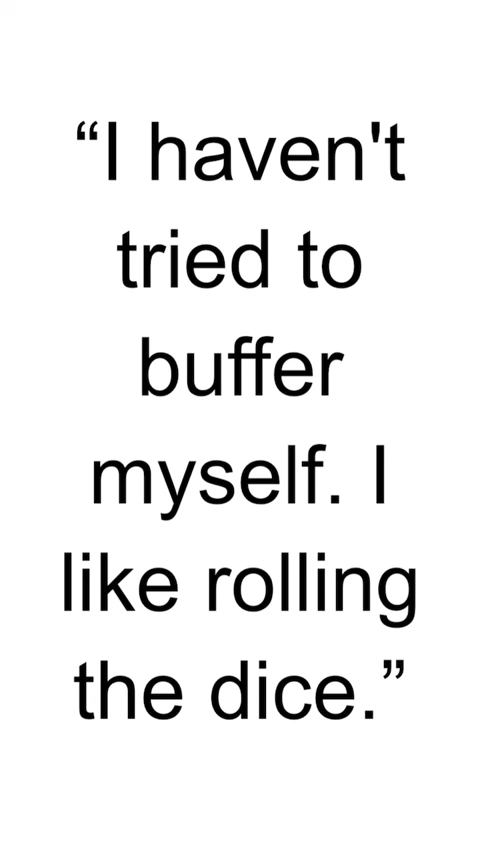 “I haven't
tried to
buffer
myself. I
like rolling
the dice.”